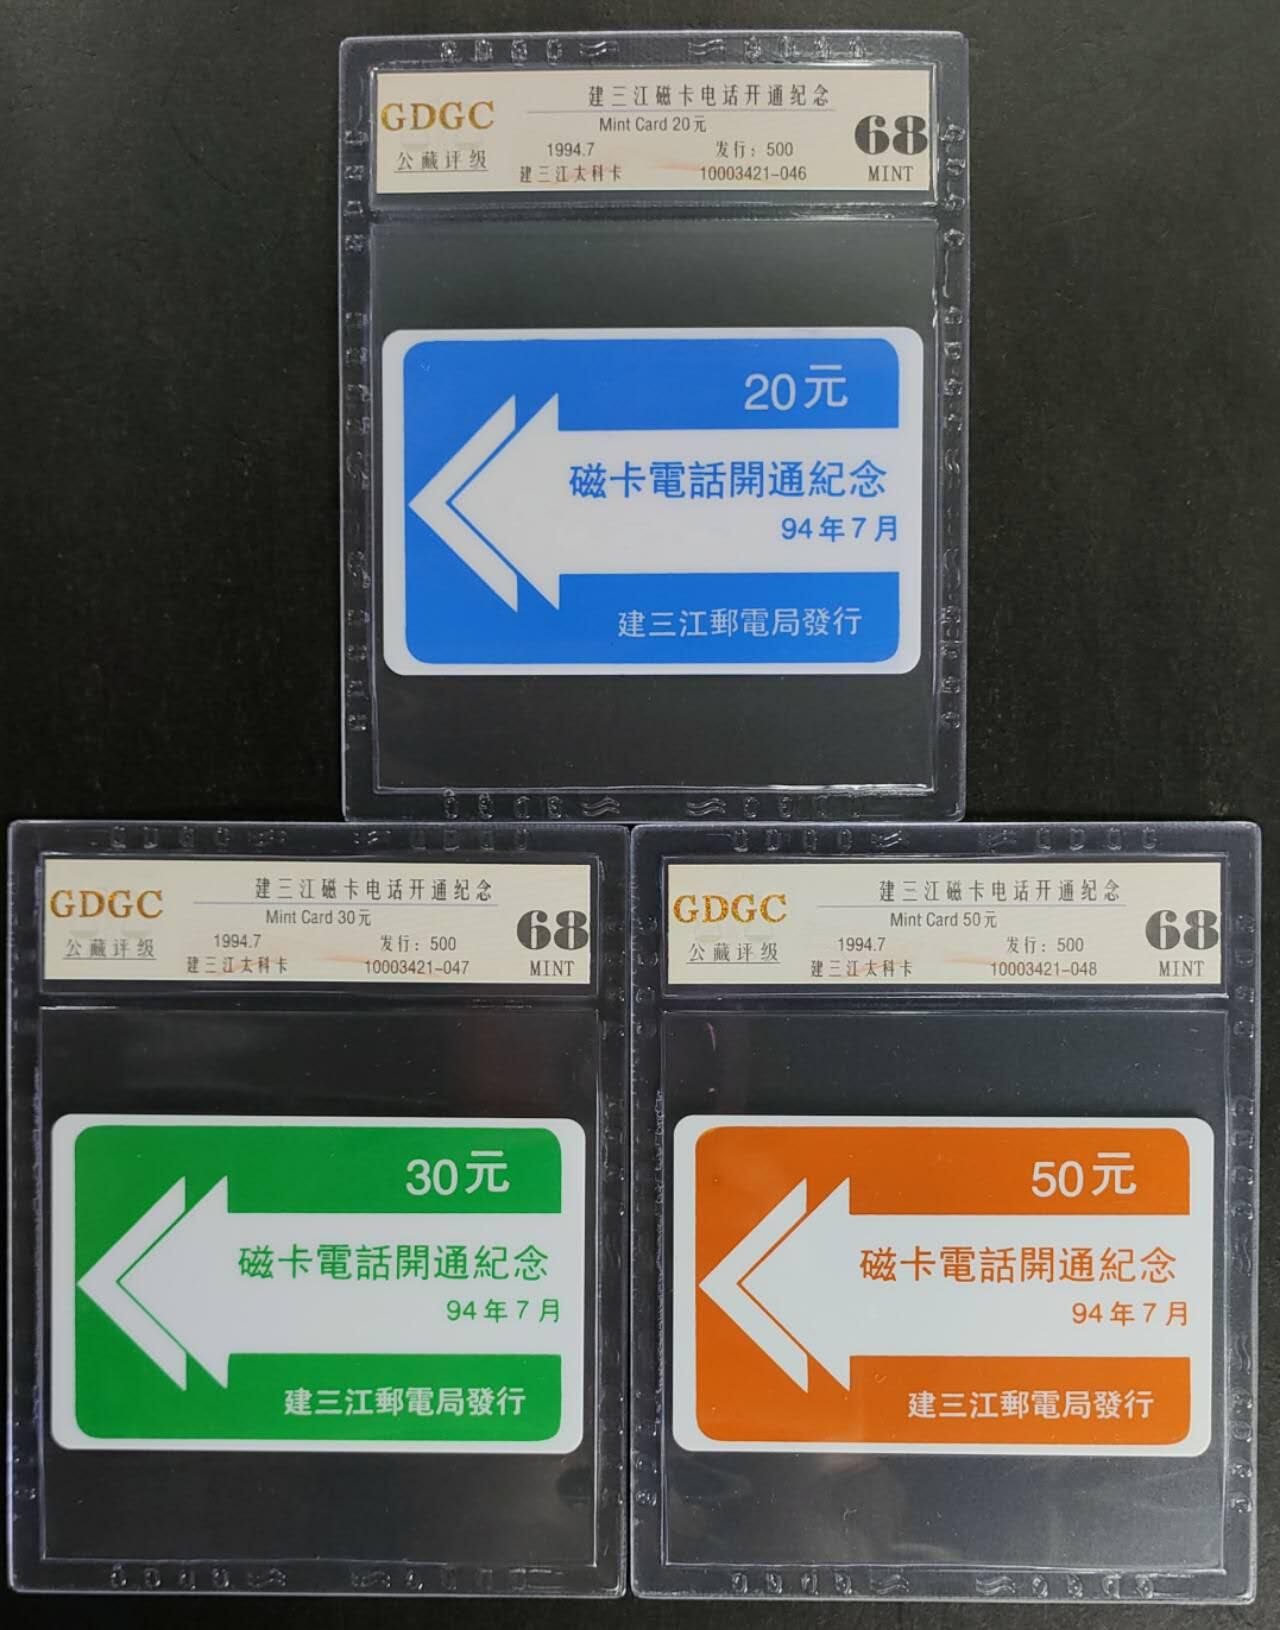 GDGC
公藏评级
建三江磁卡电话开通纪念
Mint Card 20元
1994.7 发行：500
建三江太科卡 10003421-046
68
MINT
20元
磁卡電話開通紀念
94年7月
建三江郵電局發行
GDGC
公藏评级
建三江磁卡电话开通纪念
Mint Card 30元
1994.7 发行：500
建三江太科卡 10003421-047
68
MINT
30元
磁卡電話開通紀念
94年7月
建三江郵電局發行
GDGC
公藏评级
建三江磁卡电话开通纪念
Mint Card 50元
1994.7 发行：500
建三江太科卡 10003421-048
68
MINT
50元
磁卡電話開通紀念
94年7月
建三江郵電局發行